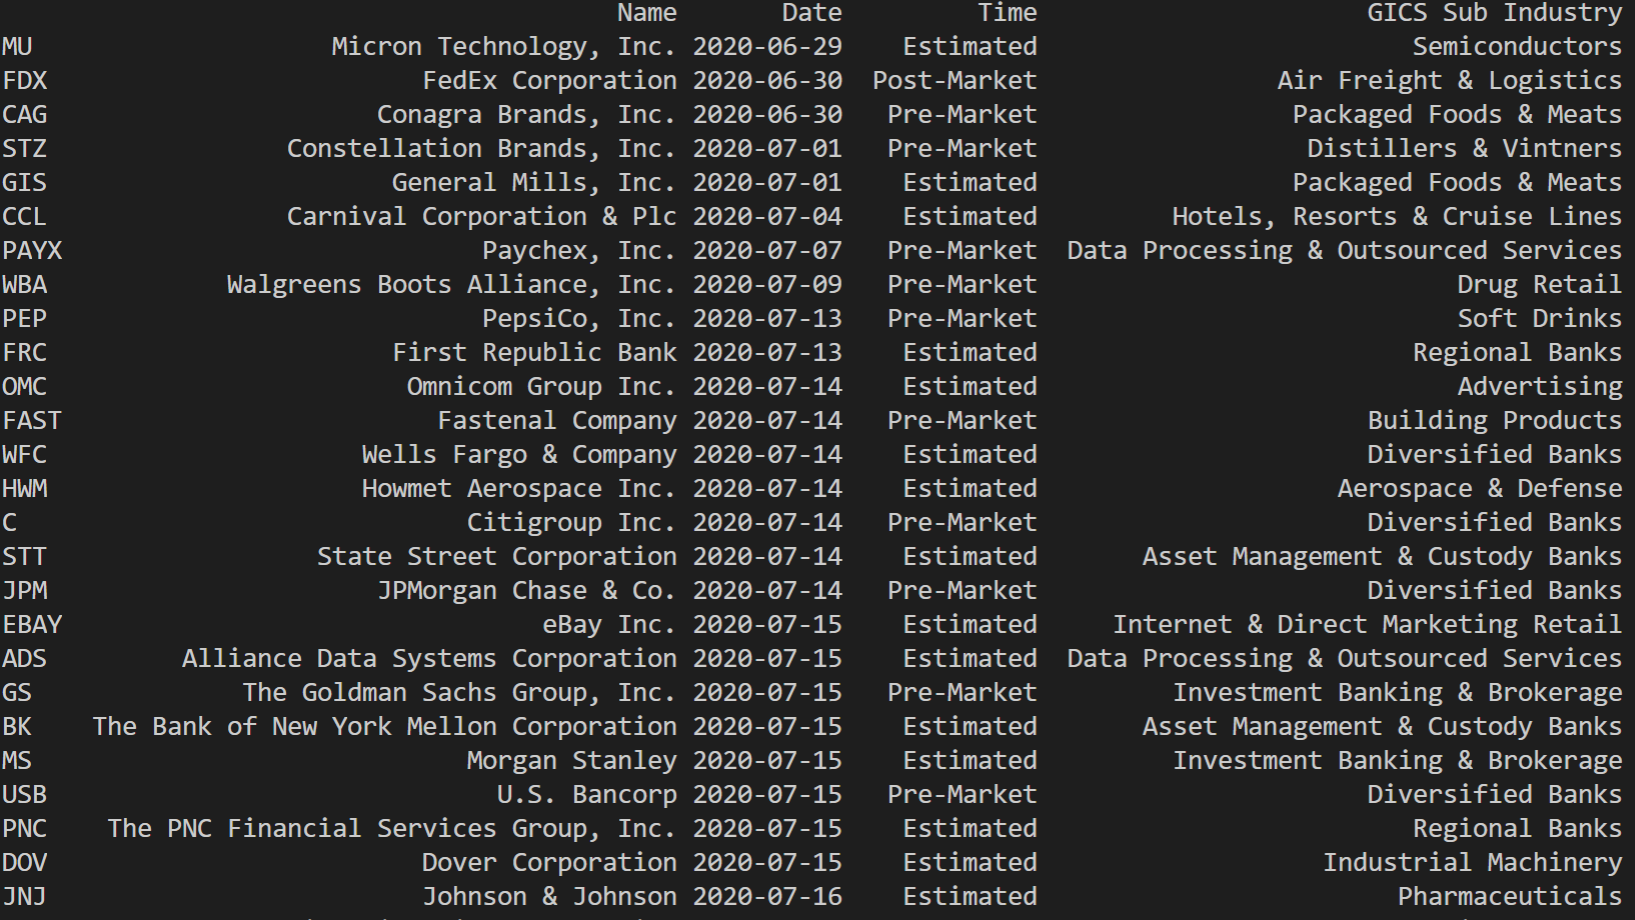 Name Date Time GICS Sub Industry
MU Micron Technology, Inc. 2020-06-29 Estimated Semiconductors
FDX FedEx Corporation 2020-06-30 Post-Market Air Freight & Logistics
CAG Conagra Brands, Inc. 2020-06-30 Pre-Market Packaged Foods & Meats
STZ Constellation Brands, Inc. 2020-07-01 Pre-Market Distillers & Vintners
GIS General Mills, Inc. 2020-07-01 Estimated Packaged Foods & Meats
CCL Carnival Corporation & Plc 2020-07-04 Estimated Hotels, Resorts & Cruise Lines
PAYX Paychex, Inc. 2020-07-07 Pre-Market Data Processing & Outsourced Services
WBA Walgreens Boots Alliance, Inc. 2020-07-09 Pre-Market Drug Retail
PEP PepsiCo, Inc. 2020-07-13 Pre-Market Soft Drinks
FRC First Republic Bank 2020-07-13 Estimated Regional Banks
OMC Omnicom Group Inc. 2020-07-14 Estimated Advertising
FAST Fastenal Company 2020-07-14 Pre-Market Building Products
WFC Wells Fargo & Company 2020-07-14 Estimated Diversified Banks
HWM Howmet Aerospace Inc. 2020-07-14 Estimated Aerospace & Defense
C Citigroup Inc. 2020-07-14 Pre-Market Diversified Banks
STT State Street Corporation 2020-07-14 Estimated Asset Management & Custody Banks
JPM JPMorgan Chase & Co. 2020-07-14 Pre-Market Diversified Banks
EBAY eBay Inc. 2020-07-15 Estimated Internet & Direct Marketing Retail
ADS Alliance Data Systems Corporation 2020-07-15 Estimated Data Processing & Outsourced Services
GS The Goldman Sachs Group, Inc. 2020-07-15 Pre-Market Investment Banking & Brokerage
BK The Bank of New York Mellon Corporation 2020-07-15 Estimated Asset Management & Custody Banks
MS Morgan Stanley 2020-07-15 Estimated Investment Banking & Brokerage
USB U.S. Bancorp 2020-07-15 Pre-Market Diversified Banks
PNC The PNC Financial Services Group, Inc. 2020-07-15 Estimated Regional Banks
DOV Dover Corporation 2020-07-15 Estimated Industrial Machinery
JNJ Johnson & Johnson 2020-07-16 Estimated Pharmaceuticals